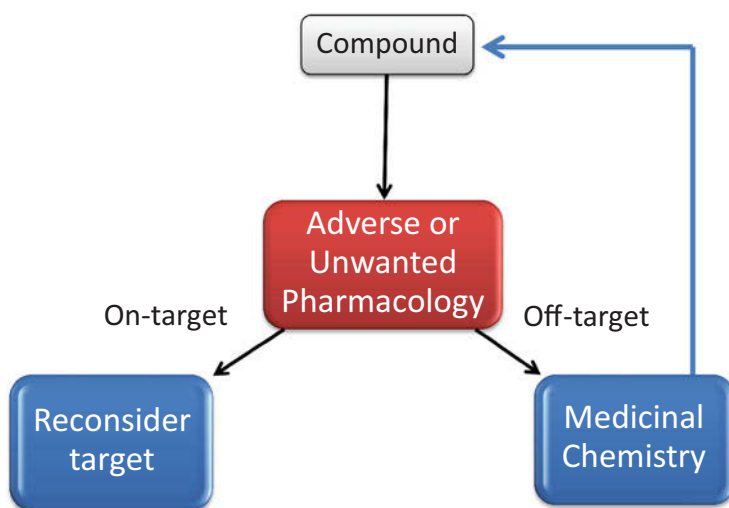 Compound
Adverse or
Unwanted
Pharmacology
On-target
Off-target
Reconsider
target
Medicinal
Chemistry